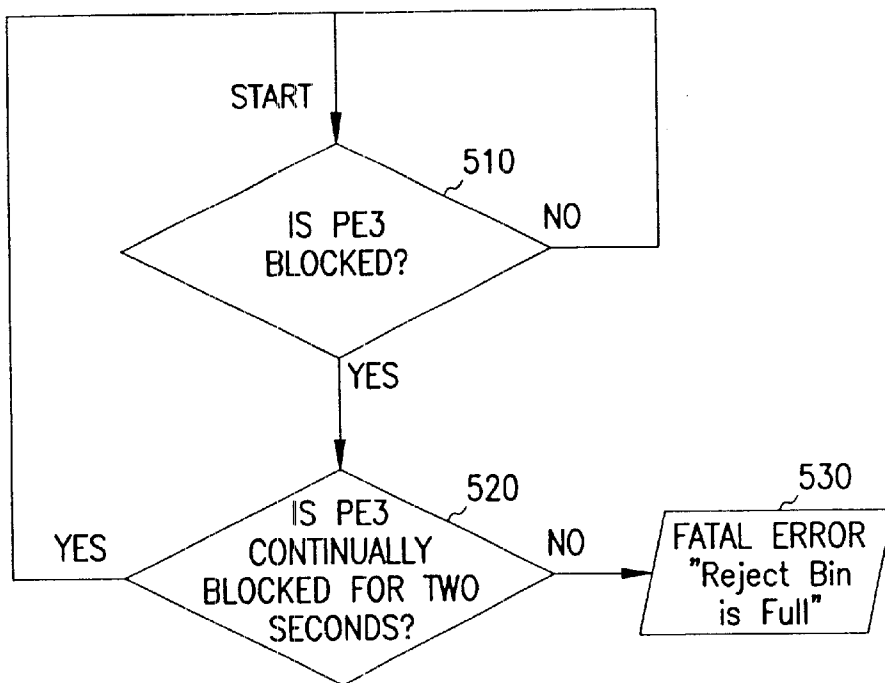 START
510
IS PE3
BLOCKED?
NO
YES
520
IS PE3
CONTINUALLY
BLOCKED FOR TWO
SECONDS?
YES
NO
530
FATAL ERROR
"Reject Bin
is Full"